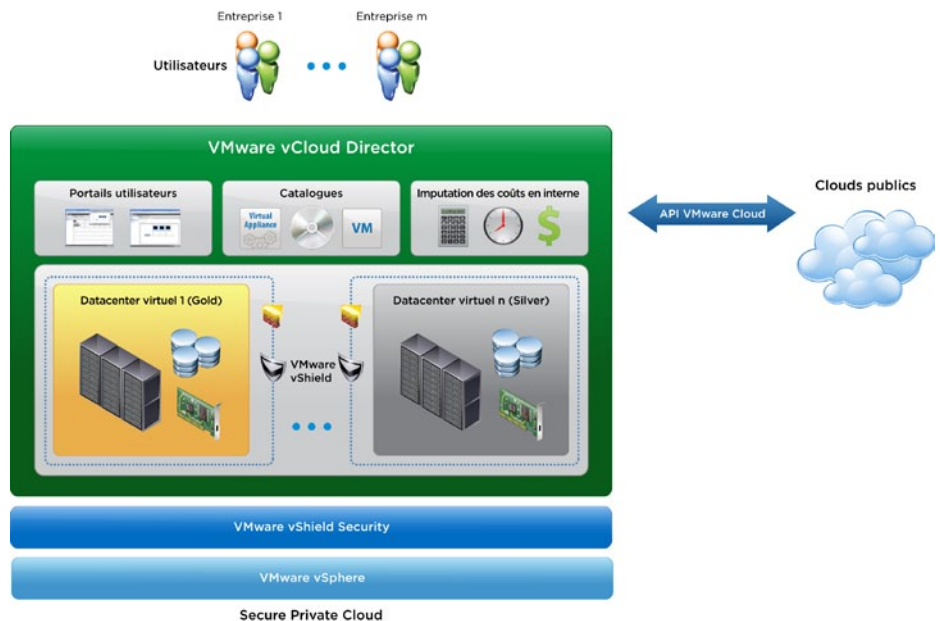 Entreprise 1
Entreprise m
Utilisateurs
VMware vCloud Director
Portails utilisateurs
Catalogues
Imputation des coûts en interne
Virtual
Appliance
VM
API VMware Cloud
Clouds publics
Datacenter virtuel 1 (Gold)
Datacenter virtuel n (Silver)
VMware
vShield
VMware vShield Security
VMware vSphere
Secure Private Cloud